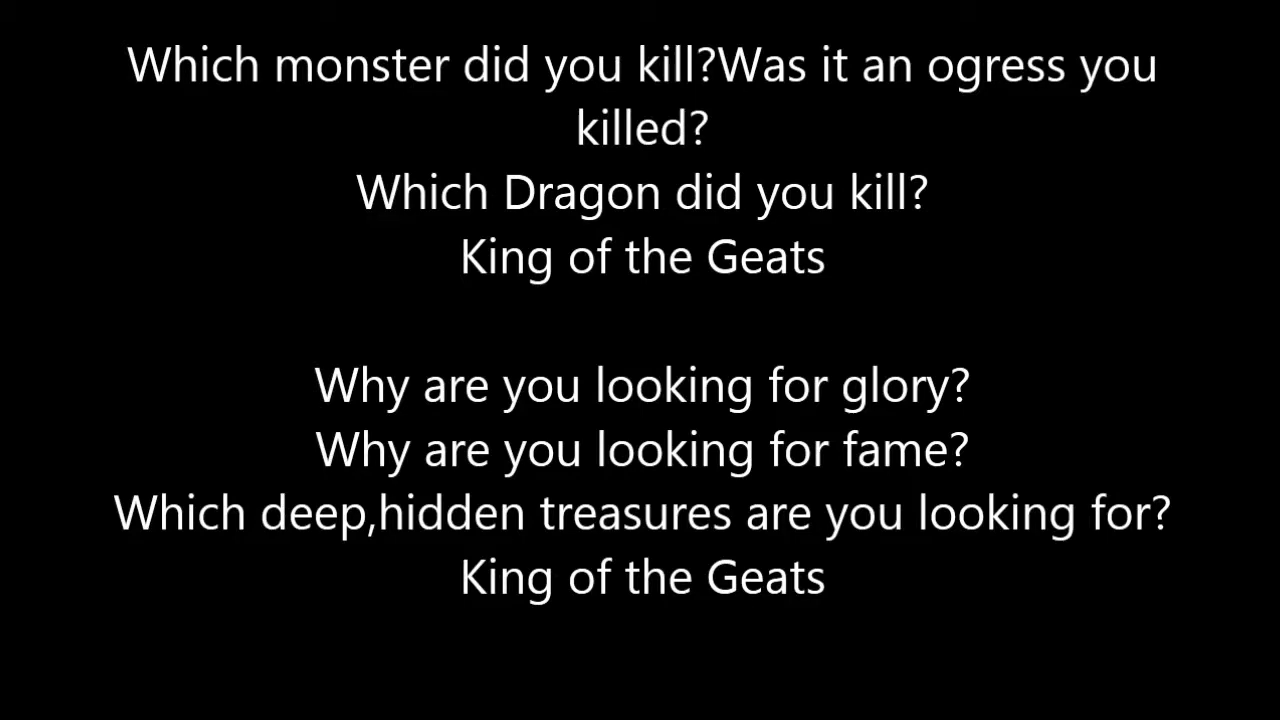 Which monster did you kill?Was it an ogress you
killed?
Which Dragon did you kill?
King of the Geats
Why are you looking for glory?
Why are you looking for fame?
Which deep,hidden treasures are you looking for?
King of the Geats